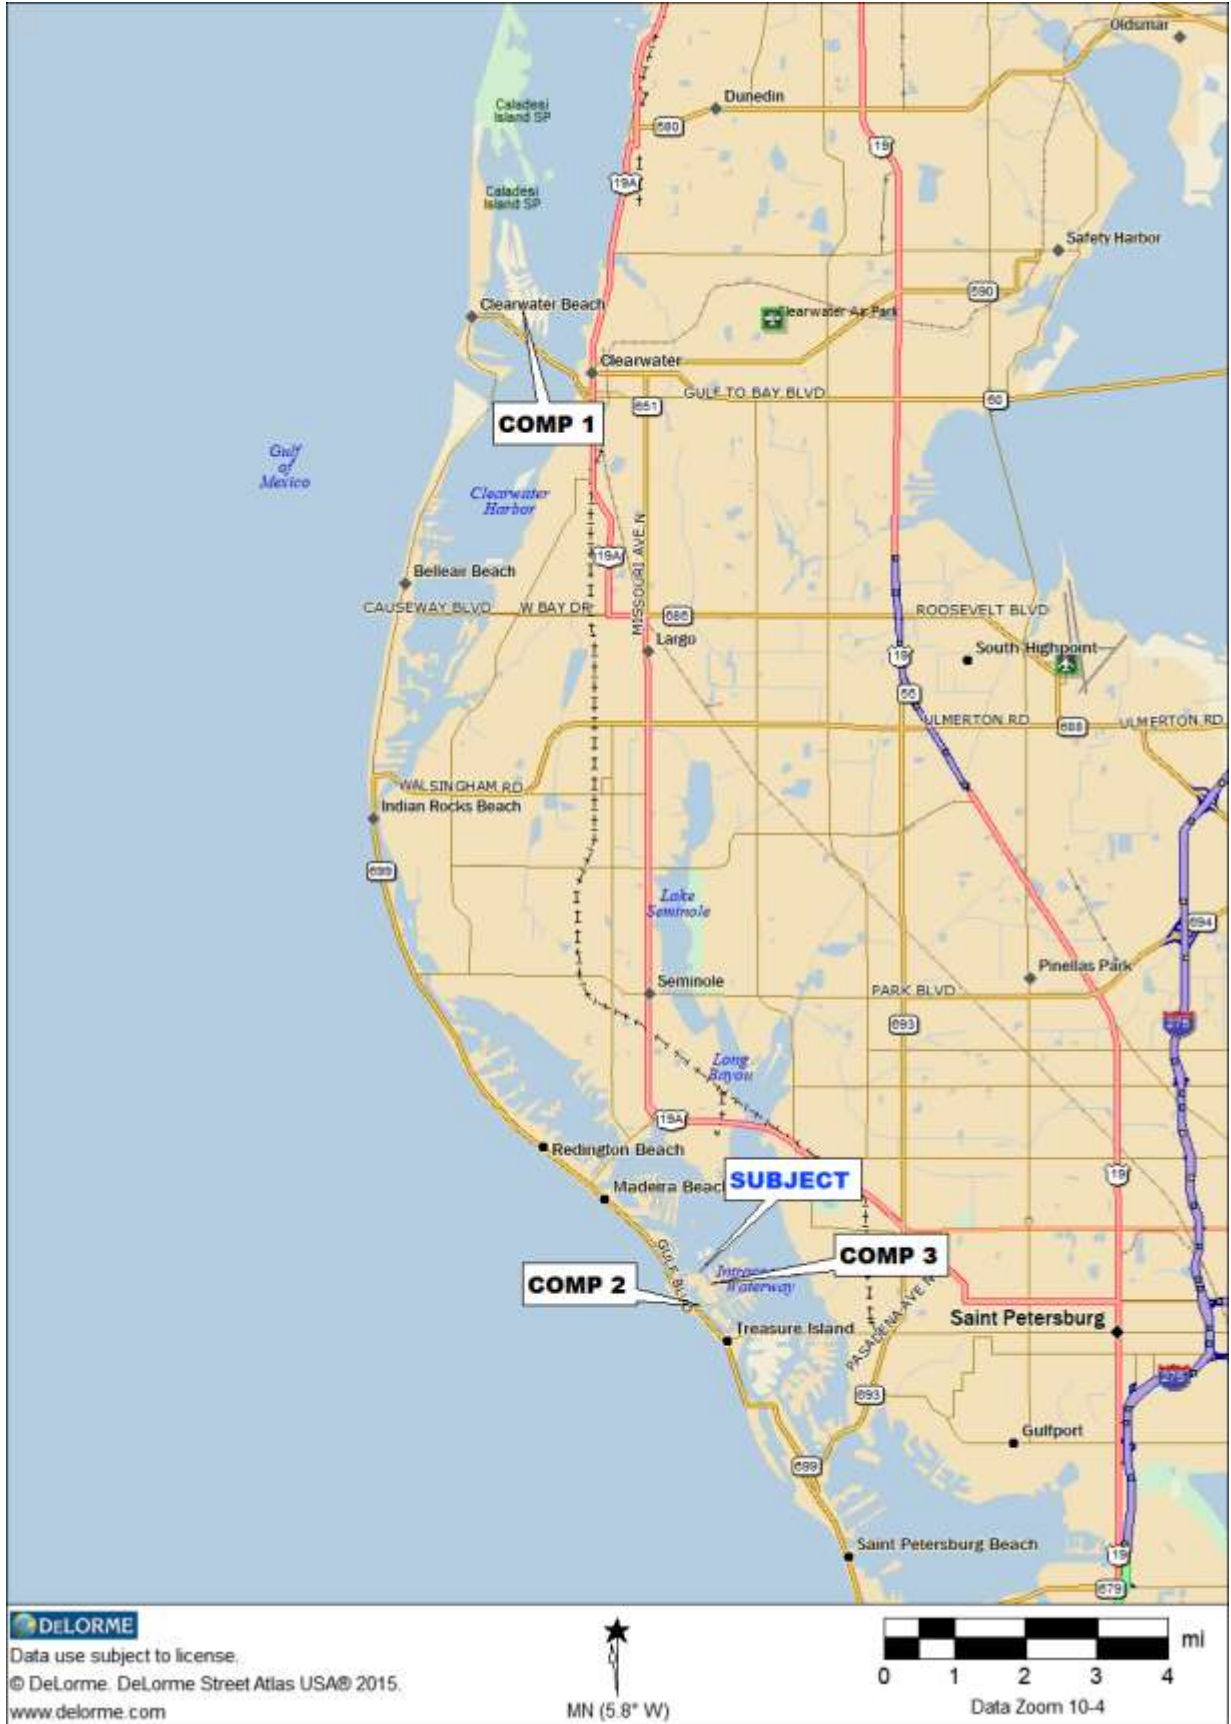 Oldsmar
Caladesi
Island SP
Dunedin
580
19
19A
Caladesi
Island SP
Safety Harbor
590
Clearwater Beach
Clearwater Air Park
Clearwater
GULF TO BAY BLVD
60
651
COMP 1
Gulf
of
Mexico
Clearwater
Harbor
MISSOURI AVE N
19A
Belleair Beach
CAUSEWAY BLVD
W BAY DR
686
ROOSEVELT BLVD
Largo
19
South Highpoint
55
ULMERTON RD
688
ULMERTON RD
WALSINGHAM RD
Indian Rocks Beach
699
Lake
Seminole
694
Pinellas Park
Seminole
PARK BLVD
693
275
Long
Bayou
19A
Redington Beach
19
SUBJECT
Madeira Beach
GULF BLVD
COMP 3
Waterway
COMP 2
PASADENA AVE N
Saint Petersburg
Treasure Island
275
693
Gulfport
699
Saint Petersburg Beach
19
679
DELORME
Data use subject to license.
© DeLorme. DeLorme Street Atlas USA® 2015.
www.delorme.com
MN (5.8° W)
mi
0 1 2 3 4
Data Zoom 10-4